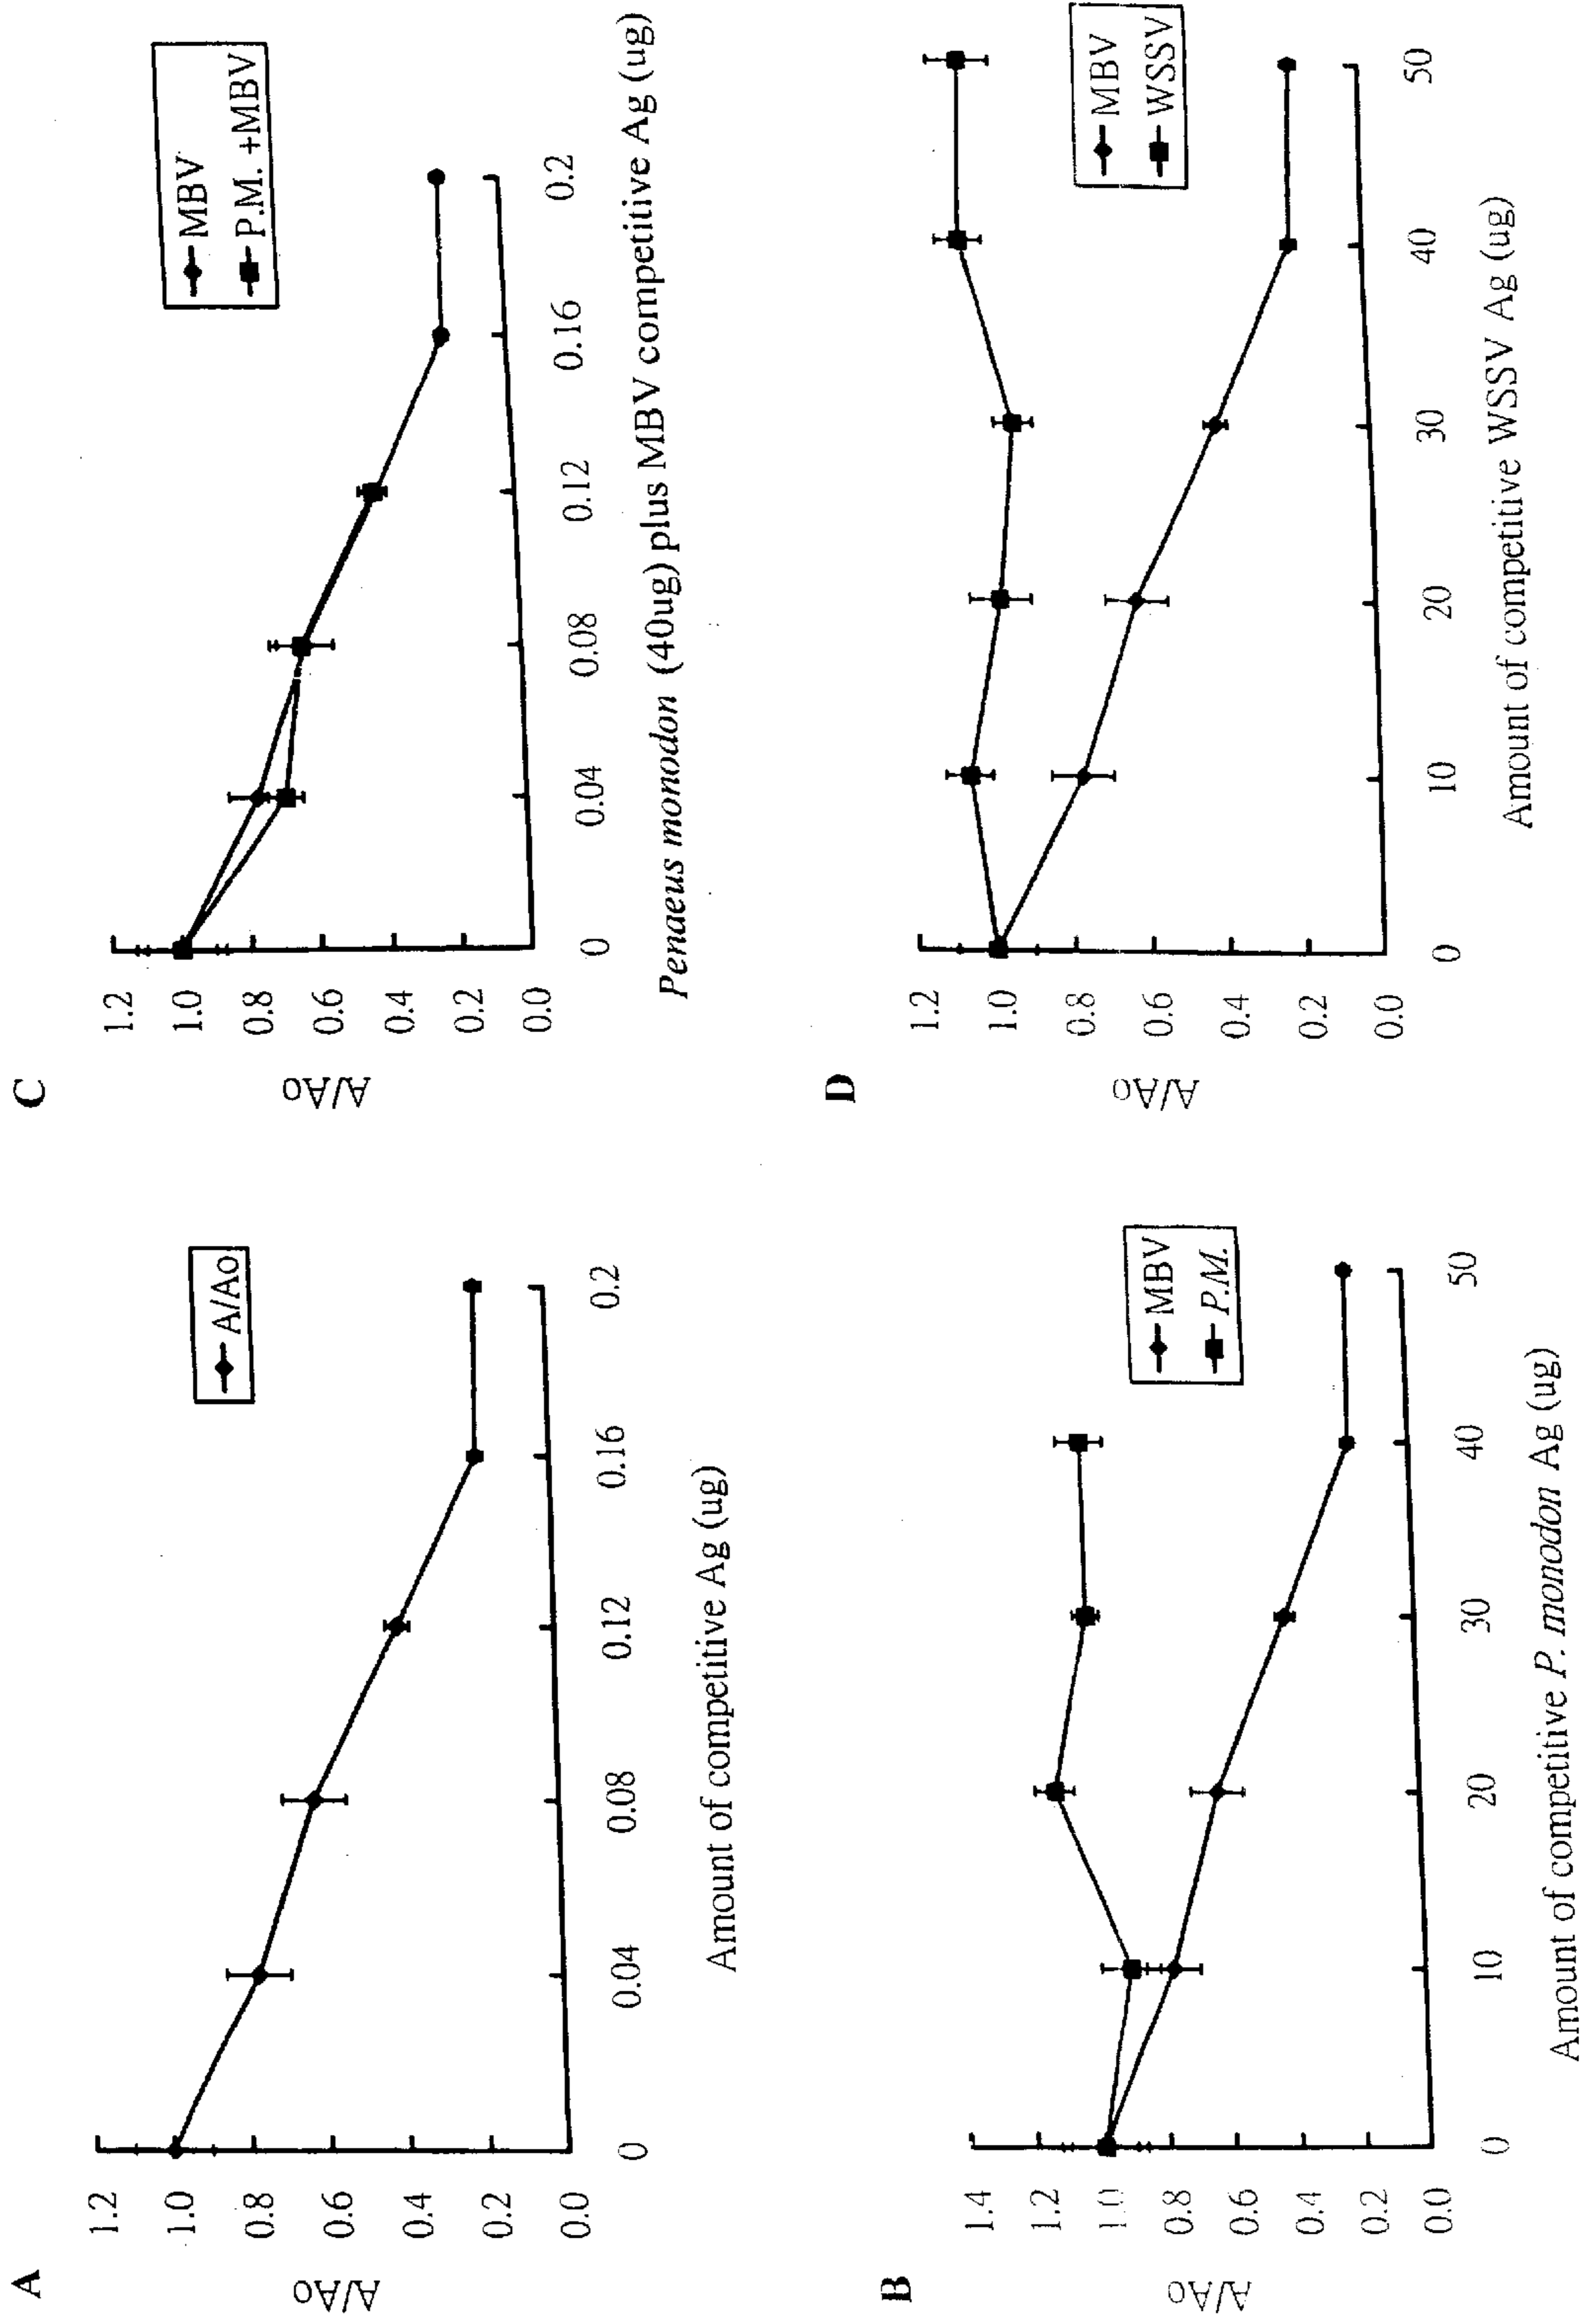 A
A/Ao
1.2
1.0
0.8
0.6
0.4
0.2
0.0
0
0.04
0.08
0.12
0.16
0.2
Amount of competitive Ag (ug)
A/Ao
B
A/Ao
1.4
1.2
1.0
0.8
0.6
0.4
0.2
0.0
0
10
20
30
40
50
Amount of competitive P. monodon Ag (ug)
MBV
P.M.
C
A/Ao
1.2
1.0
0.8
0.6
0.4
0.2
0.0
0
0.04
0.08
0.12
0.16
0.2
Penaeus monodon (40ug) plus MBV competitive Ag (ug)
MBV
P.M. +MBV
D
A/Ao
1.2
1.0
0.8
0.6
0.4
0.2
0.0
0
10
20
30
40
50
Amount of competitive WSSV Ag (ug)
MBV
WSSV